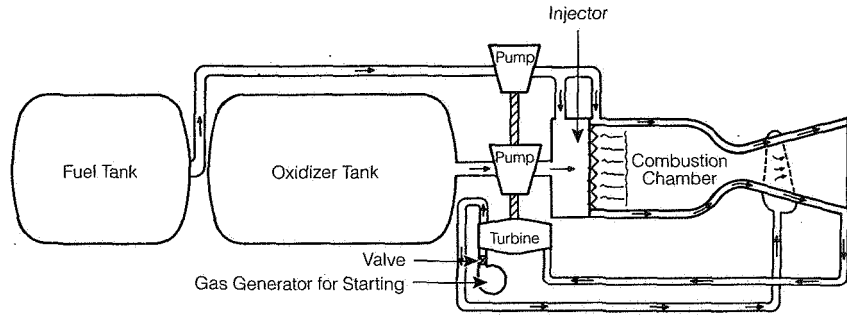 Injector
Pump
Fuel Tank
Oxidizer Tank
Pump
Combustion
Chamber
Turbine
Valve
Gas Generator for Starting